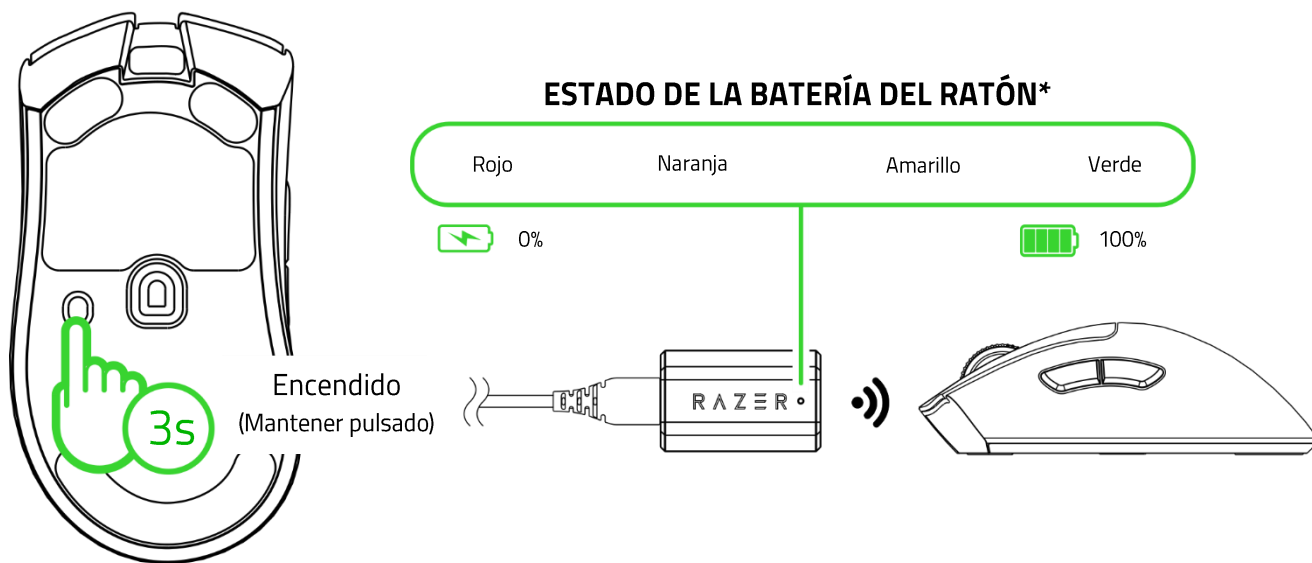 ESTADO DE LA BATERÍA DEL RATÓN*
Rojo Naranja Amarillo Verde
0% 100%
Encendido
(Mantener pulsado)
3s
RAZER